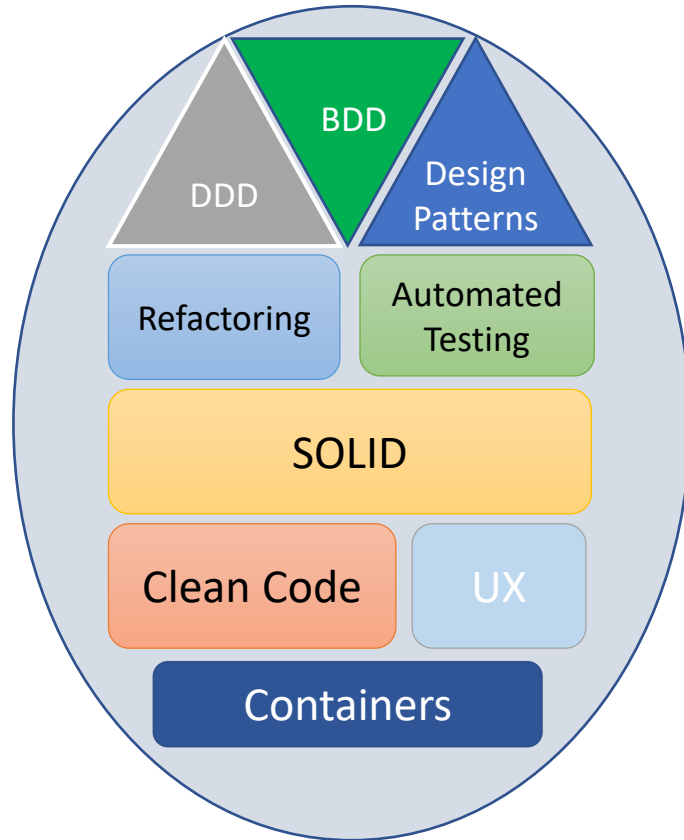 BDD
DDD
Design
Patterns
Refactoring
Automated
Testing
SOLID
Clean Code
UX
Containers